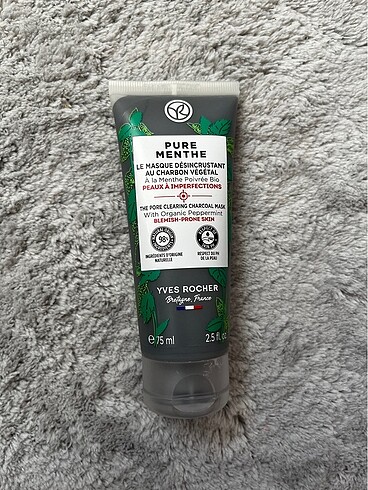 YR
PURE
MENTHE
LE MASQUE DÉSINCRUSTANT
AU CHARBON VÉGÉTAL
À la Menthe Poivrée Bio
PEAUX À IMPERFECTIONS
THE PORE CLEARING CHARCOAL MASK
With Organic Peppermint
BLEMISH-PRONE SKIN
98%
INGRÉDIENTS D'ORIGINE
NATURELLE
RESPECT DU PH
DE LA PEAU
YVES ROCHER
Bretagne, France
e 75 ml
2.5 fl. oz